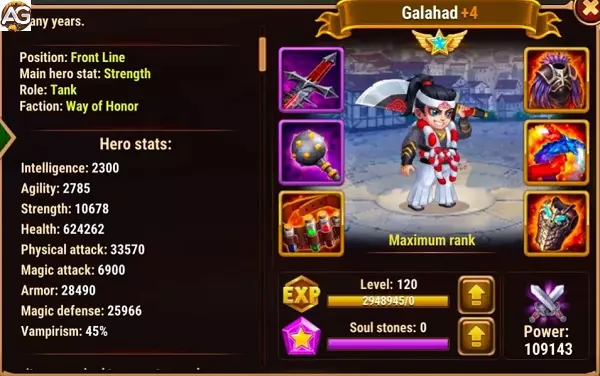 AG
any years.
Galahad +4
Position: Front Line
Main hero stat: Strength
Role: Tank
Faction: Way of Honor
Hero stats:
Intelligence: 2300
Agility: 2785
Strength: 10678
Health: 624262
Physical attack: 33570
Magic attack: 6900
Armor: 28490
Magic defense: 25966
Vampirism: 45%
Maximum rank
EXP
Level: 120
2948945/0
Soul stones: 0
Power:
109143